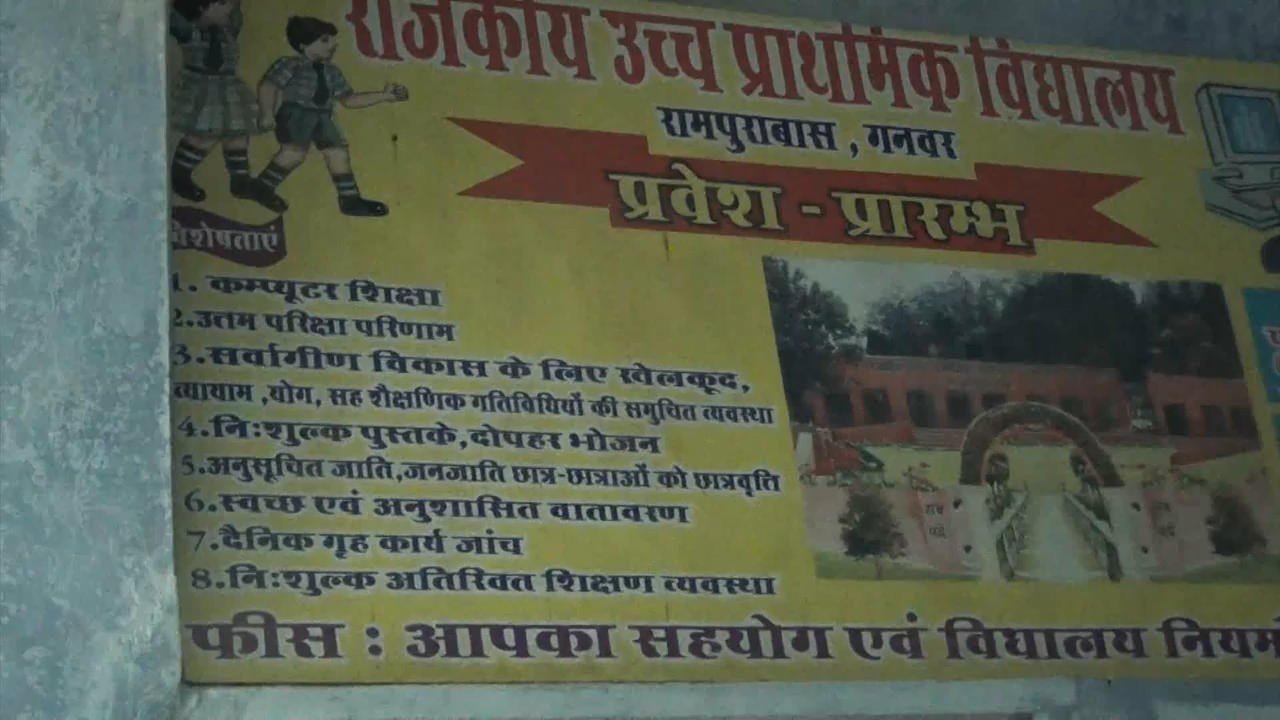 राजकीय उच्च प्राथमिक विद्यालय
रामपुराबास , गनवर
प्रवेश - प्रारम्भ
विशेषताएं
1. कम्प्यूटर शिक्षा
2.उतम परिक्षा परिणाम
3.सर्वागीण विकास के लिए खेलकूद,
व्यायाम ,योग, सह शैक्षणिक गतिविधियों की समुचित व्यवस्था
4.निःशुल्क पुस्तके,दोपहर भोजन
5.अनुसूचित जाति,जनजाति छात्र-छात्राओं को छात्रवृत्ति
6.स्वच्छ एवं अनुशासित वातावरण
7.दैनिक गृह कार्य जांच
8.निःशुल्क अतिरिक्त शिक्षण व्यवस्था
फीस : आपका सहयोग एवं विद्यालय नियमो